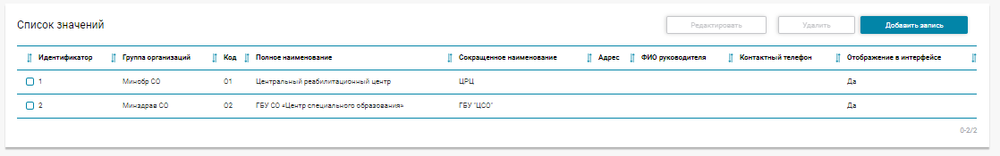 Список значений
Редактировать Удалить Добавить запись
Идентификатор Группа организаций Код Полное наименование Сокращенное наименование Адрес ФИО руководителя Контактный телефон Отображение в интерфейсе
1 Минобр СО 01 Центральный реабилитационный центр ЦРЦ Да
2 Минздрав СО 02 ГБУ СО «Центр специального образования» ГБУ "ЦСО" Да
0-2/2